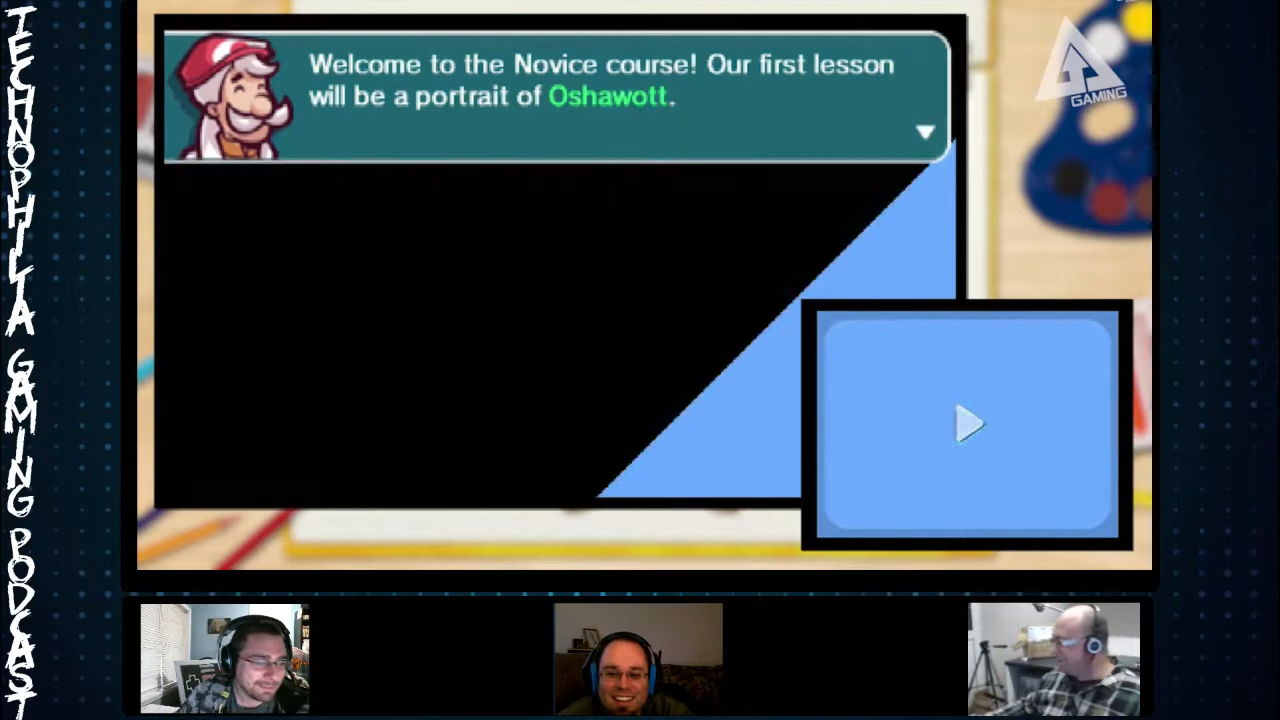 TECHNOPHILIA GAMING PODCAST
Welcome to the Novice course! Our first lesson
will be a portrait of Oshawott.
GAMING